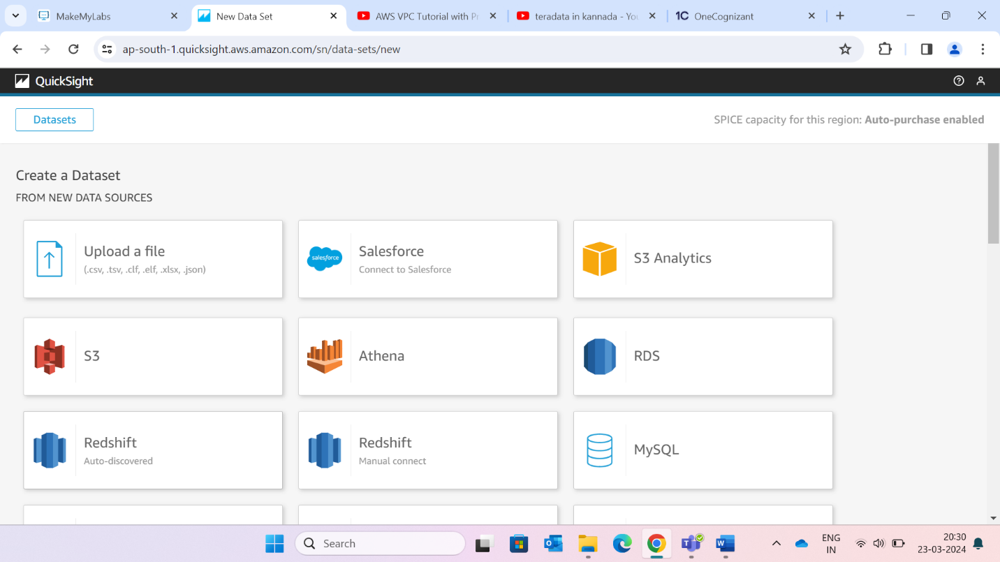 MakeMyLabs
New Data Set
AWS VPC Tutorial with Pr
teradata in kannada - You
1C OneCognizant
ap-south-1.quicksight.aws.amazon.com/sn/data-sets/new
QuickSight
Datasets
SPICE capacity for this region: Auto-purchase enabled
Create a Dataset
FROM NEW DATA SOURCES
Upload a file
(.csv, .tsv, .clf, .elf, .xlsx, .json)
salesforce
Salesforce
Connect to Salesforce
S3 Analytics
S3
Athena
RDS
Redshift
Auto-discovered
Redshift
Manual connect
MySQL
Search
ENG
IN
20:30
23-03-2024